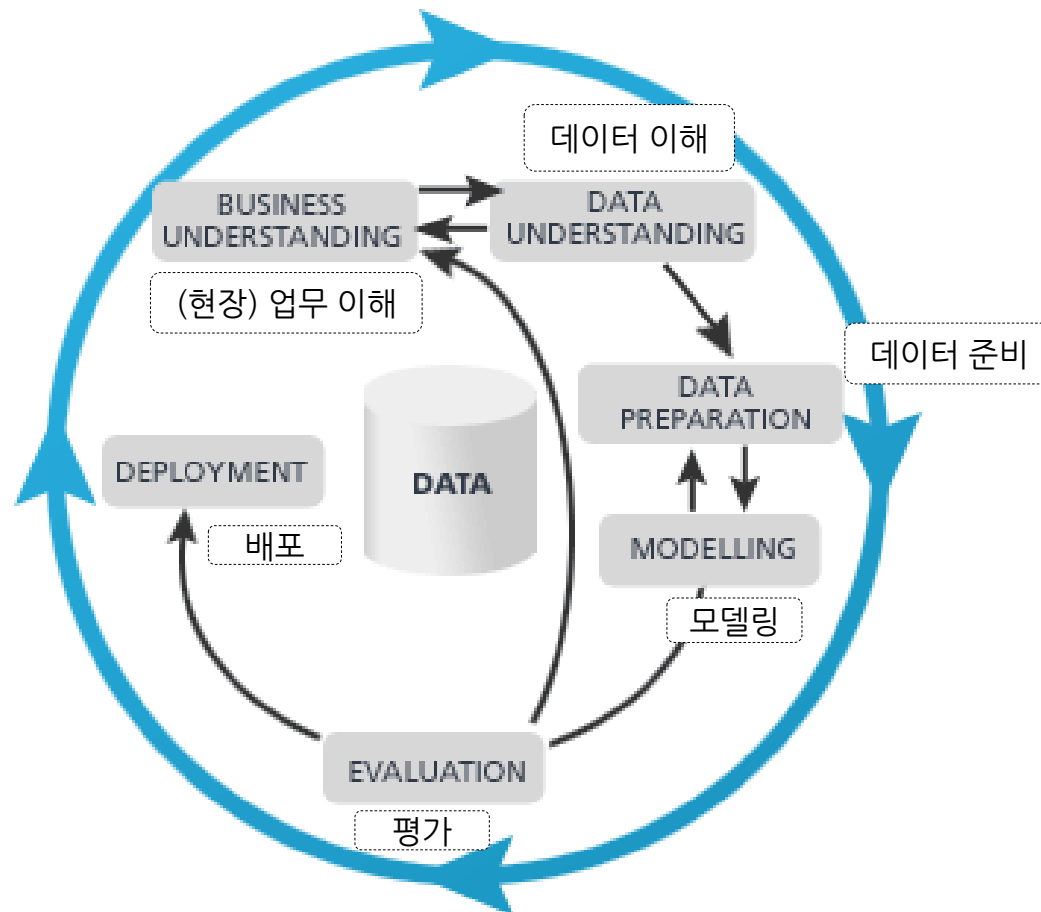 데이터 이해
BUSINESS
UNDERSTANDING
DATA
UNDERSTANDING
(현장) 업무 이해
데이터 준비
DATA
PREPARATION
DEPLOYMENT
DATA
배포
MODELLING
모델링
EVALUATION
평가